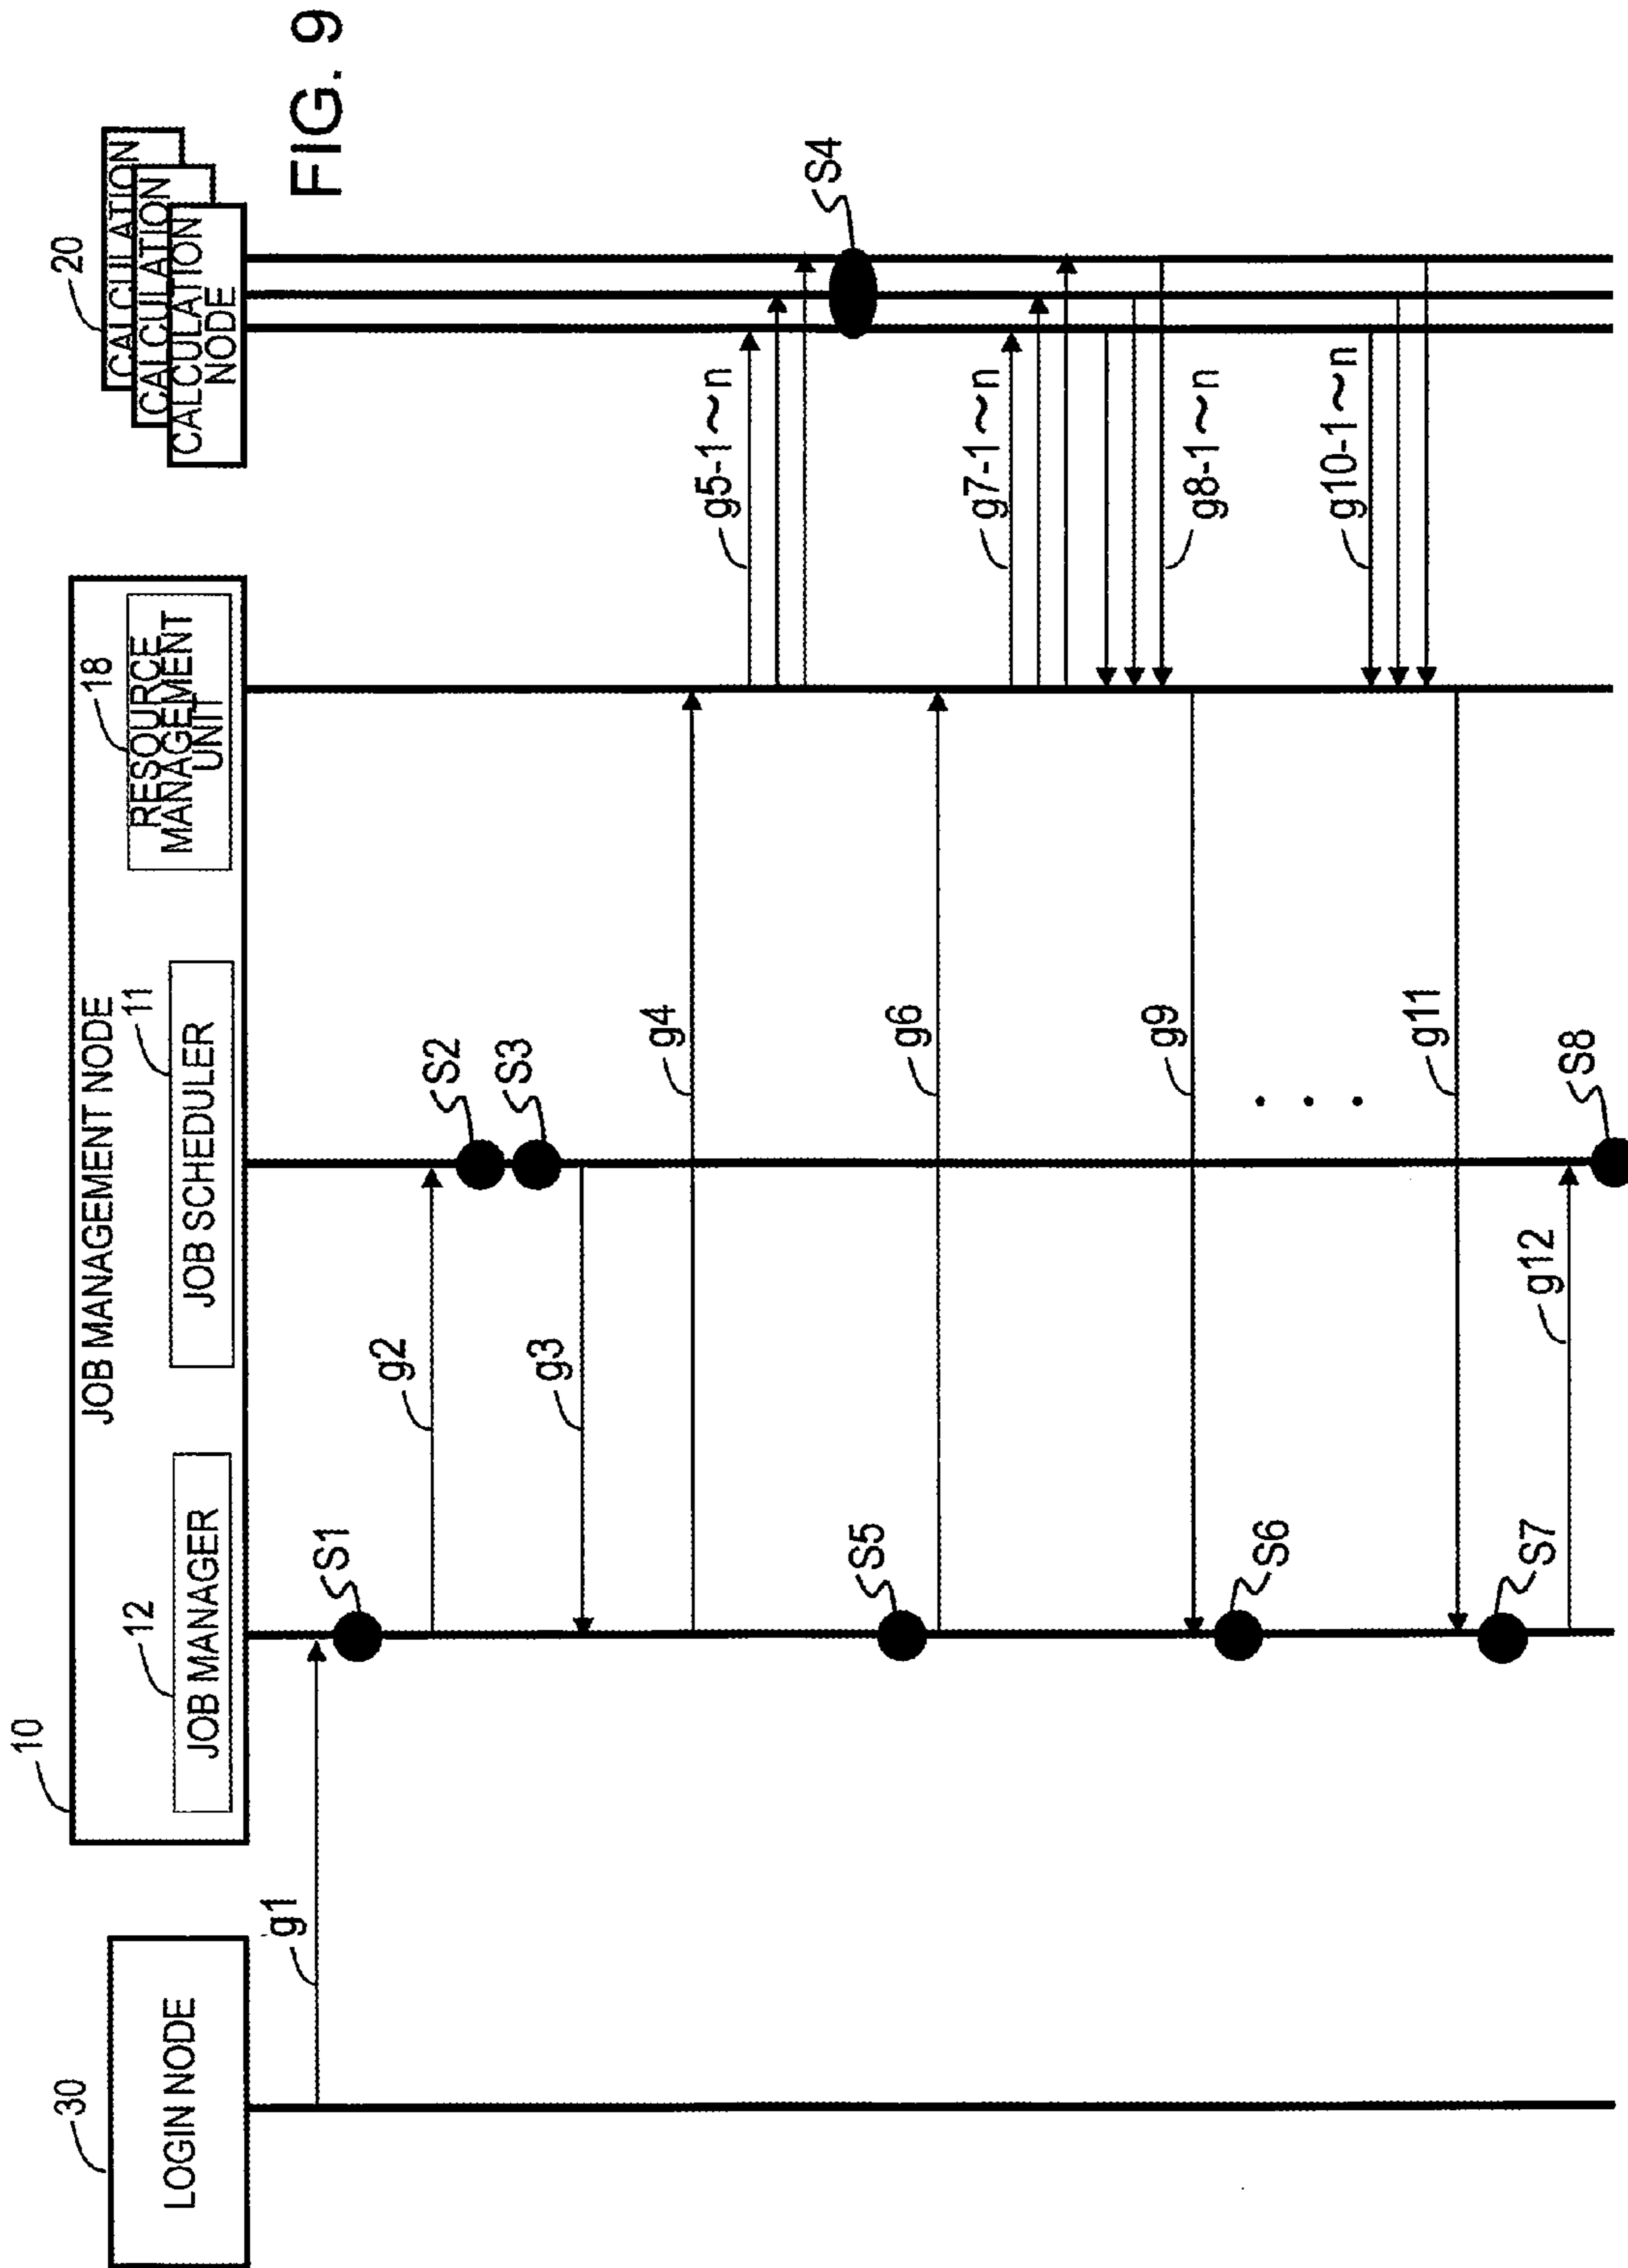 FIG. 9
30
LOGIN NODE
10
JOB MANAGEMENT NODE
12
JOB MANAGER
11
JOB SCHEDULER
18
RESOURCE
MANAGEMENT
UNIT
20
CALCULATION
CALCULATION
CALCULATION
NODE
g1
S1
g2
S2
S3
g3
g4
g5-1~n
S4
S5
g6
g7-1~n
g8-1~n
g9
S6
. . .
g10-1~n
g11
S7
g12
S8